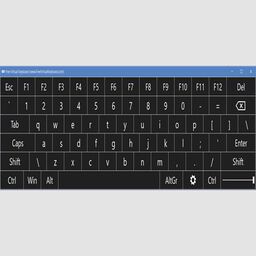 Esc F1 F2 F3 F4 F5 F6 F7 F8 F9 F10 F11 F12 Del
` 1 2 3 4 5 6 7 8 9 0 - =
Tab q w e r t y u i o p [ ] \
Caps a s d f g h j k l ; ' Enter
Shift \ z x c v b n m , . / Shift
Ctrl Win Alt AltGr Ctrl